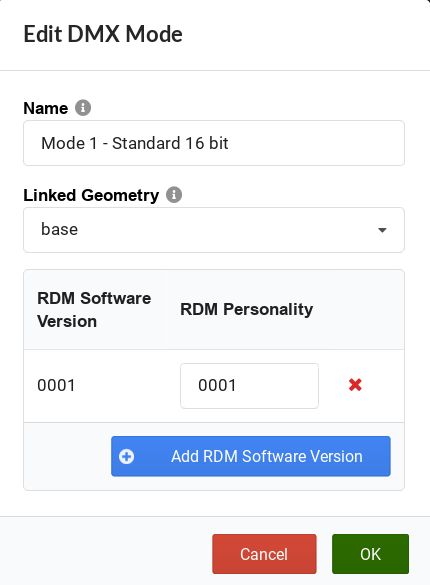 Edit DMX Mode
Name
Mode 1 - Standard 16 bit
Linked Geometry
base
RDM Software
Version
RDM Personality
0001
0001
Add RDM Software Version
Cancel
OK